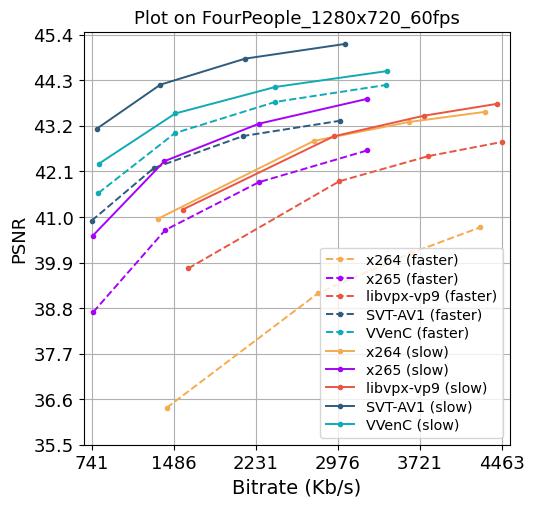 Plot on FourPeople_1280x720_60fps
45.4
44.3
43.2
42.1
41.0
39.9
38.8
37.7
36.6
35.5
PSNR
x264 (faster)
x265 (faster)
libvpx-vp9 (faster)
SVT-AV1 (faster)
VVenC (faster)
x264 (slow)
x265 (slow)
libvpx-vp9 (slow)
SVT-AV1 (slow)
VVenC (slow)
741 1486 2231 2976 3721 4463
Bitrate (Kb/s)